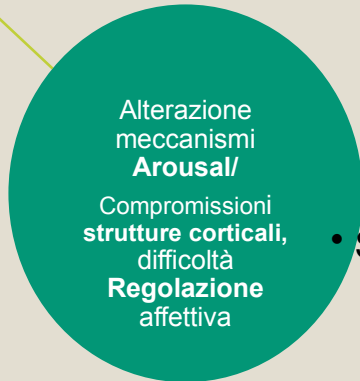 Alterazione
meccanismi
Arousal/
Compromissioni
strutture corticali,
difficoltà
Regolazione
affettiva